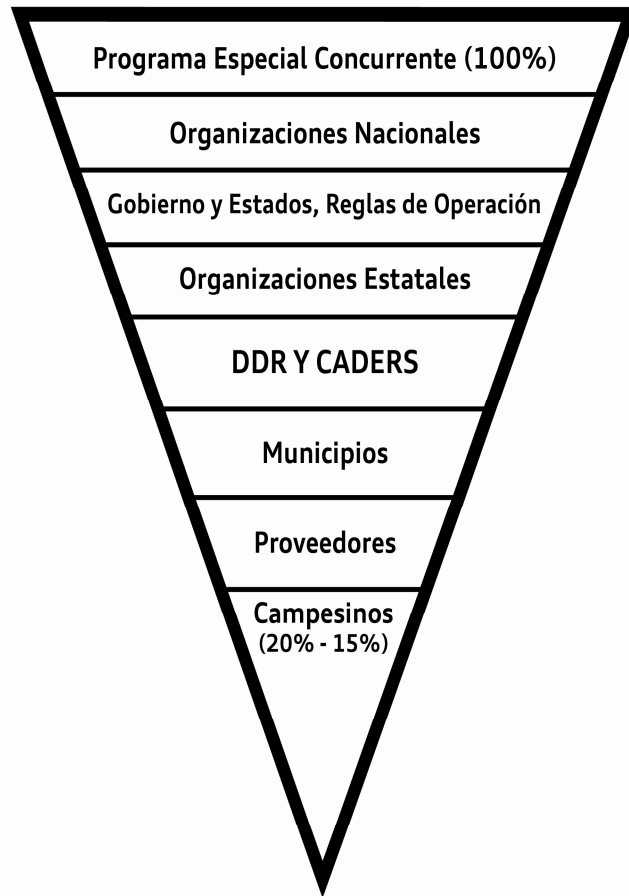 Programa Especial Concurrente (100%)
Organizaciones Nacionales
Gobierno y Estados, Reglas de Operación
Organizaciones Estatales
DDR Y CADERS
Municipios
Proveedores
Campesinos
(20% - 15%)